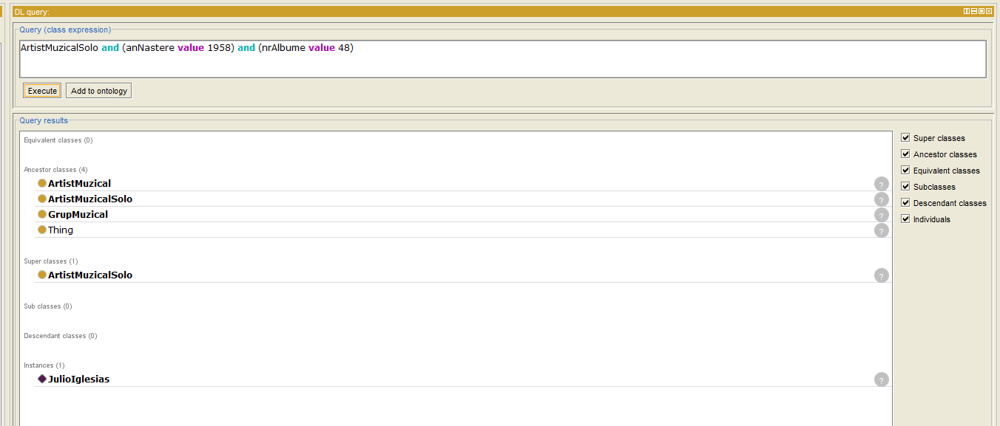 DL query:
Query (class expression)
ArtistMuzicalSolo and (anNastere value 1958) and (nrAlbume value 48)
Execute
Add to ontology
Query results
Equivalent classes (0)
Ancestor classes (4)
ArtistMuzical
?
ArtistMuzicalSolo
?
GrupMuzical
?
Thing
?
Super classes (1)
ArtistMuzicalSolo
?
Sub classes (0)
Descendant classes (0)
Instances (1)
JulioIglesias
?
Super classes
Ancestor classes
Equivalent classes
Subclasses
Descendant classes
Individuals